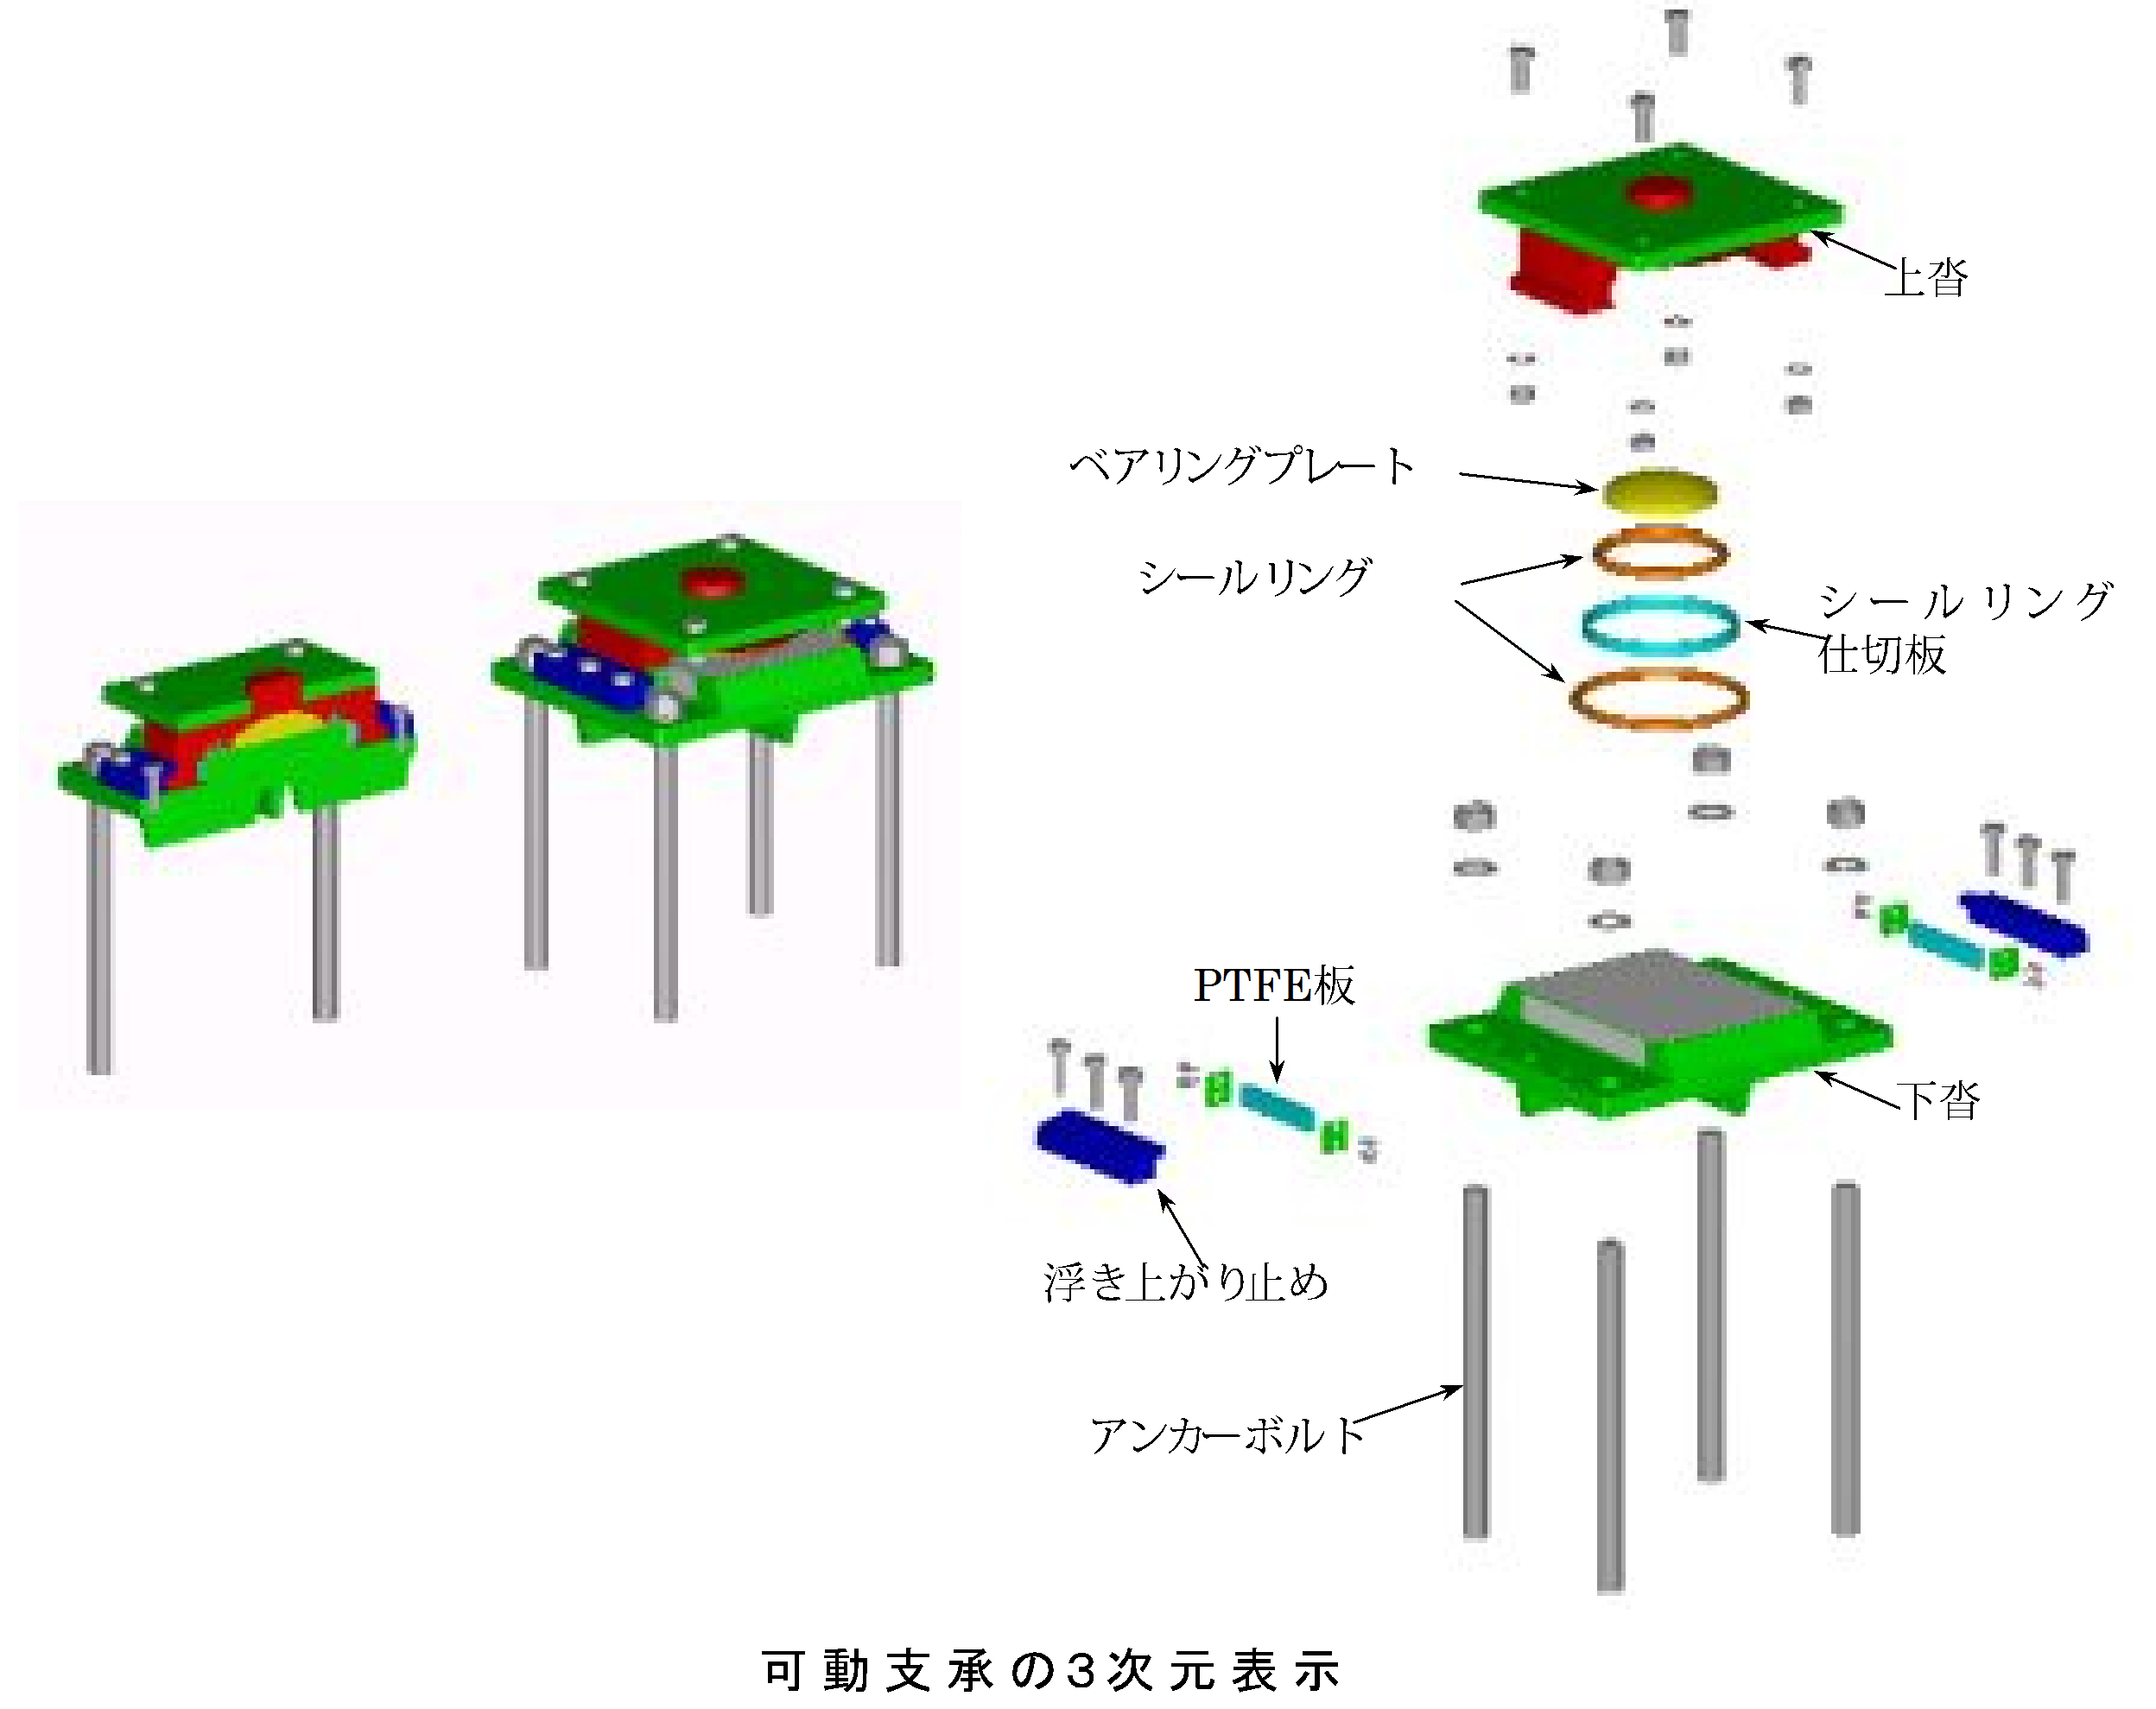 上沓
ベアリングプレート
シールリング
シールリング
仕切板
PTFE板
下沓
浮き上がり止め
アンカーボルト
可動支承の3次元表示